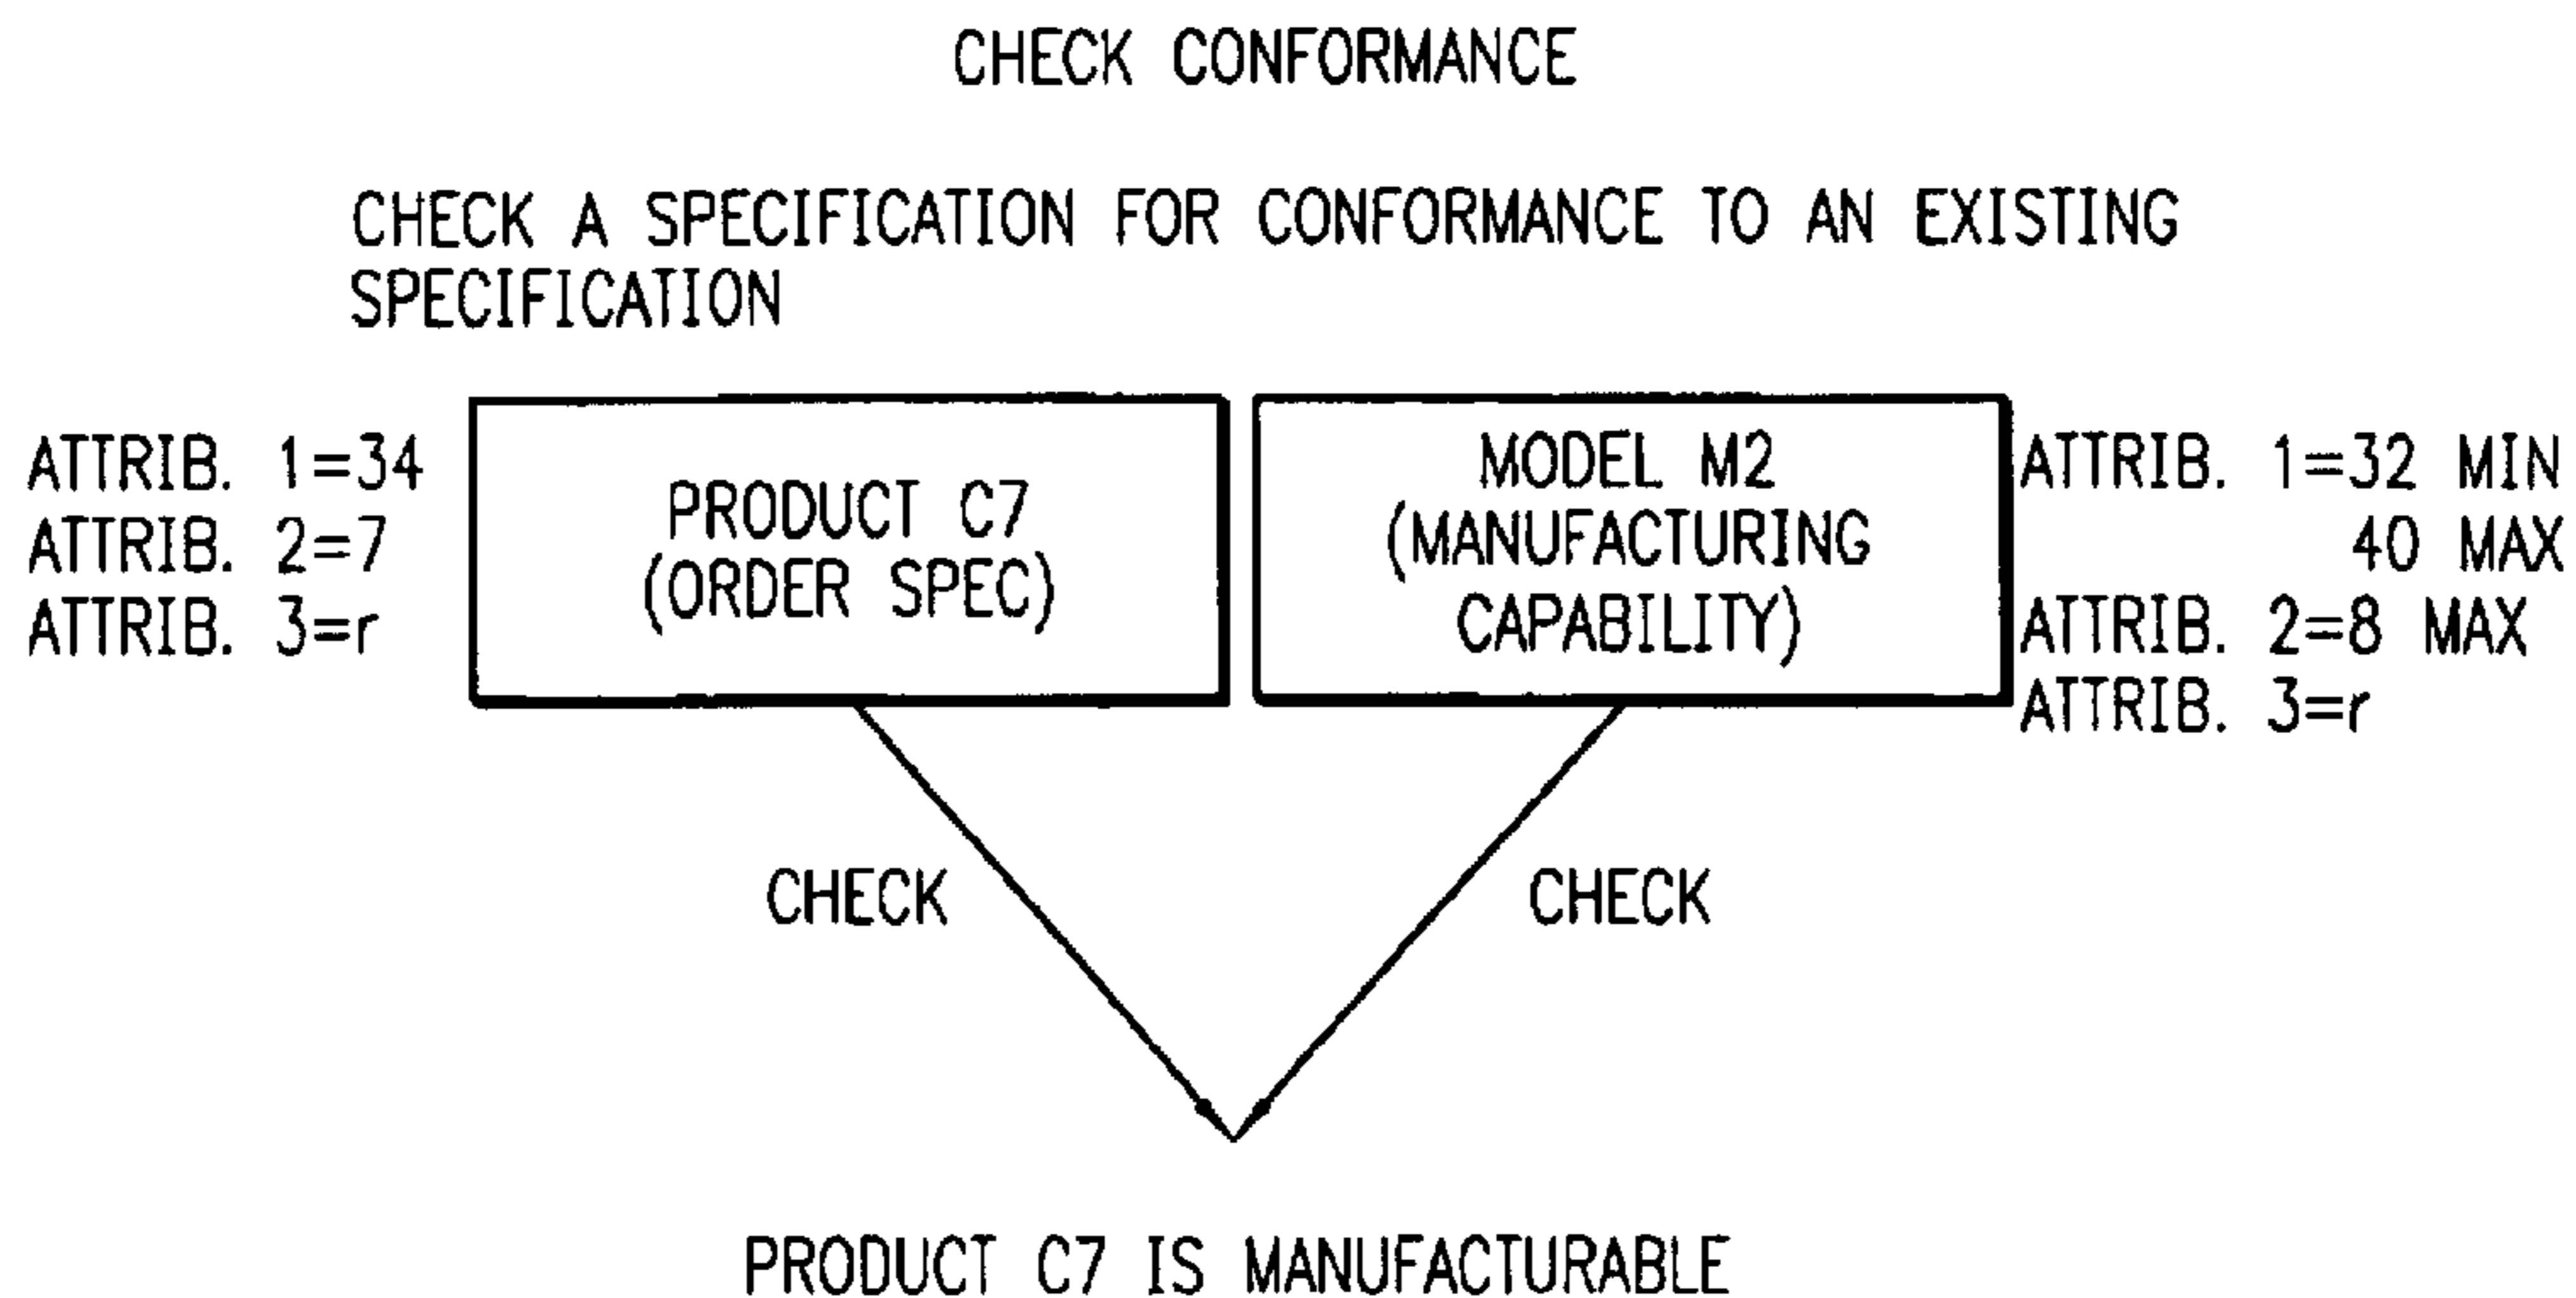 CHECK CONFORMANCE
CHECK A SPECIFICATION FOR CONFORMANCE TO AN EXISTING
SPECIFICATION
ATTRIB. 1=34
ATTRIB. 2=7
ATTRIB. 3=r
PRODUCT C7
(ORDER SPEC)
MODEL M2
(MANUFACTURING
CAPABILITY)
ATTRIB. 1=32 MIN
40 MAX
ATTRIB. 2=8 MAX
ATTRIB. 3=r
CHECK
CHECK
PRODUCT C7 IS MANUFACTURABLE